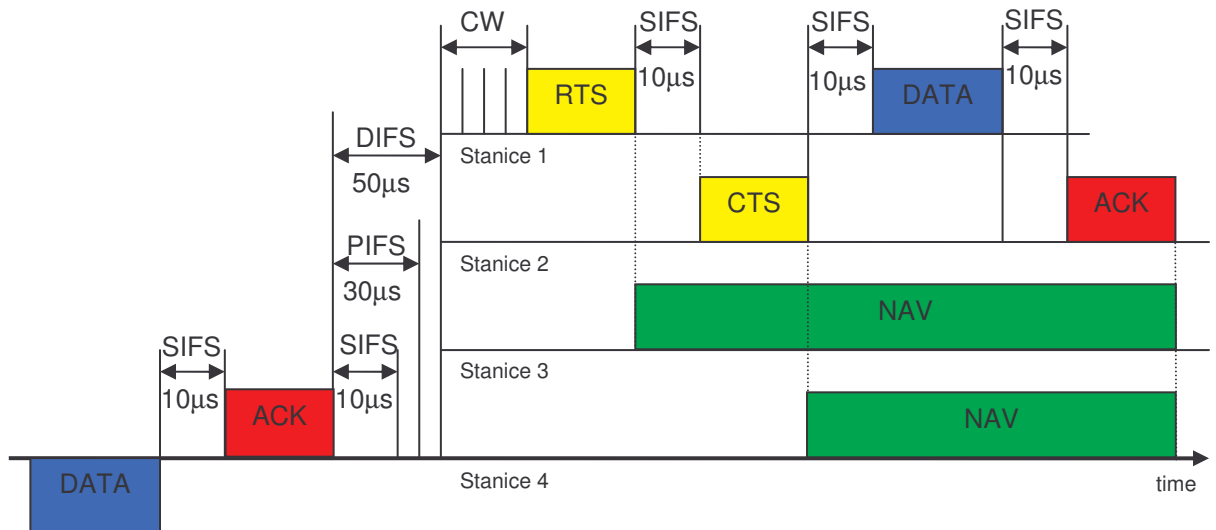 CW
SIFS
SIFS
SIFS
10μs
10μs
10μs
RTS
DATA
DIFS
50μs
Stanice 1
CTS
ACK
PIFS
30μs
Stanice 2
NAV
SIFS
10μs
SIFS
10μs
Stanice 3
ACK
NAV
DATA
Stanice 4
time